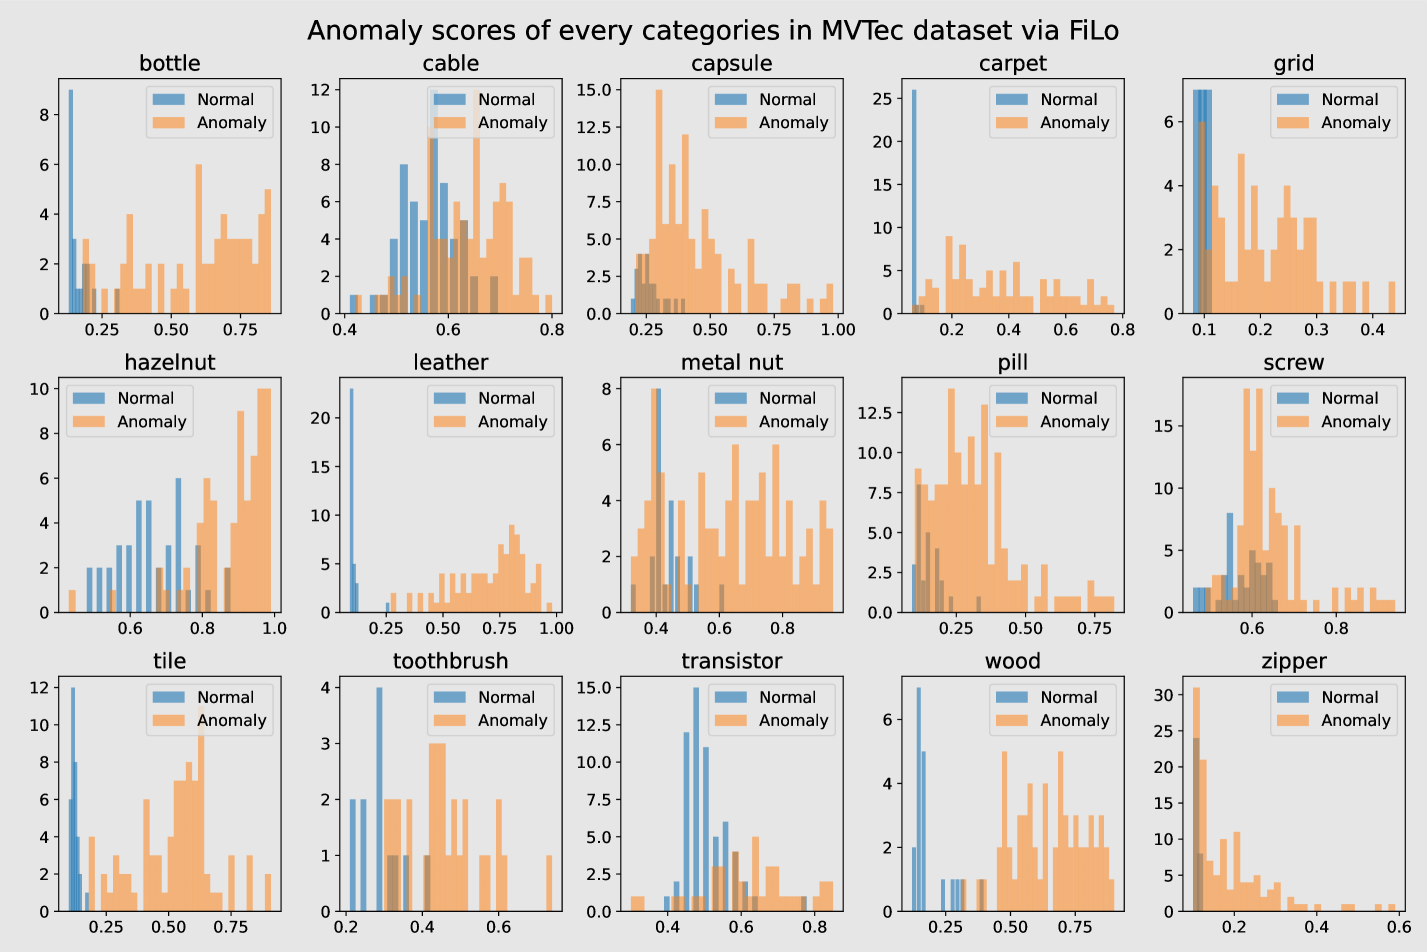 Anomaly scores of every categories in MVTec dataset via FiLo
bottle
Normal
Anomaly
0
2
4
6
8
0.25
0.50
0.75
cable
Normal
Anomaly
0
2
4
6
8
10
12
0.4
0.6
0.8
capsule
Normal
Anomaly
0.0
2.5
5.0
7.5
10.0
12.5
15.0
0.25
0.50
0.75
1.00
carpet
Normal
Anomaly
0
5
10
15
20
25
0.2
0.4
0.6
0.8
grid
Normal
Anomaly
0
2
4
6
0.1
0.2
0.3
0.4
hazelnut
Normal
Anomaly
0
2
4
6
8
10
0.6
0.8
1.0
leather
Normal
Anomaly
0
5
10
15
20
0.25
0.50
0.75
1.00
metal nut
Normal
Anomaly
0
2
4
6
8
0.4
0.6
0.8
pill
Normal
Anomaly
0.0
2.5
5.0
7.5
10.0
12.5
0.25
0.50
0.75
screw
Normal
Anomaly
0
5
10
15
0.6
0.8
tile
Normal
Anomaly
0
2
4
6
8
10
12
0.25
0.50
0.75
toothbrush
Normal
Anomaly
0
1
2
3
4
0.2
0.4
0.6
transistor
Normal
Anomaly
0.0
2.5
5.0
7.5
10.0
12.5
15.0
0.4
0.6
0.8
wood
Normal
Anomaly
0
2
4
6
0.25
0.50
0.75
zipper
Normal
Anomaly
0
5
10
15
20
25
30
0.2
0.4
0.6